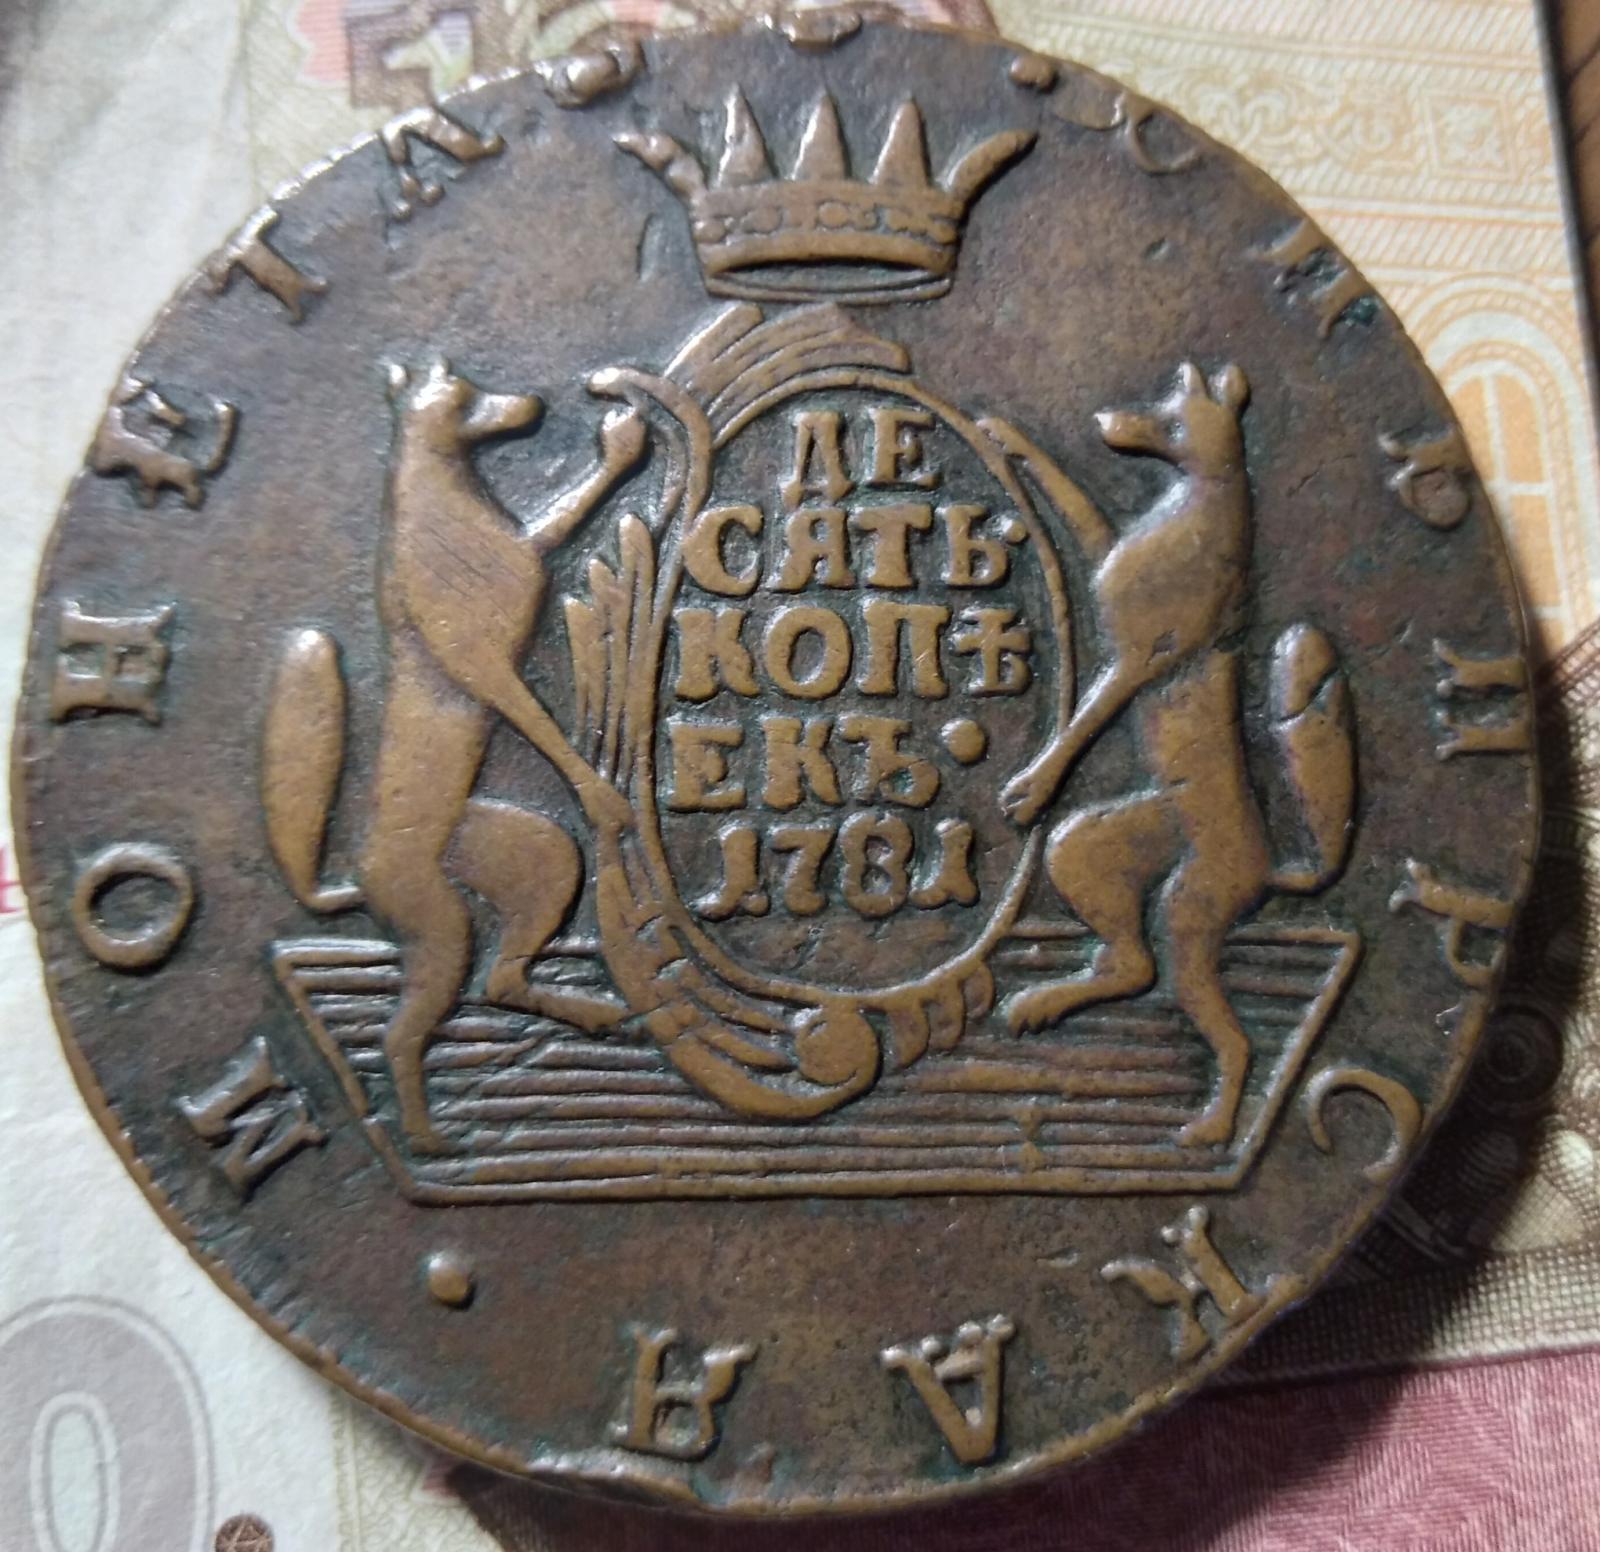 МОНЕТА СИБИРСКАЯ
ДЕ
СЯТЬ
КОПѢ
ЕКЪ.
1781